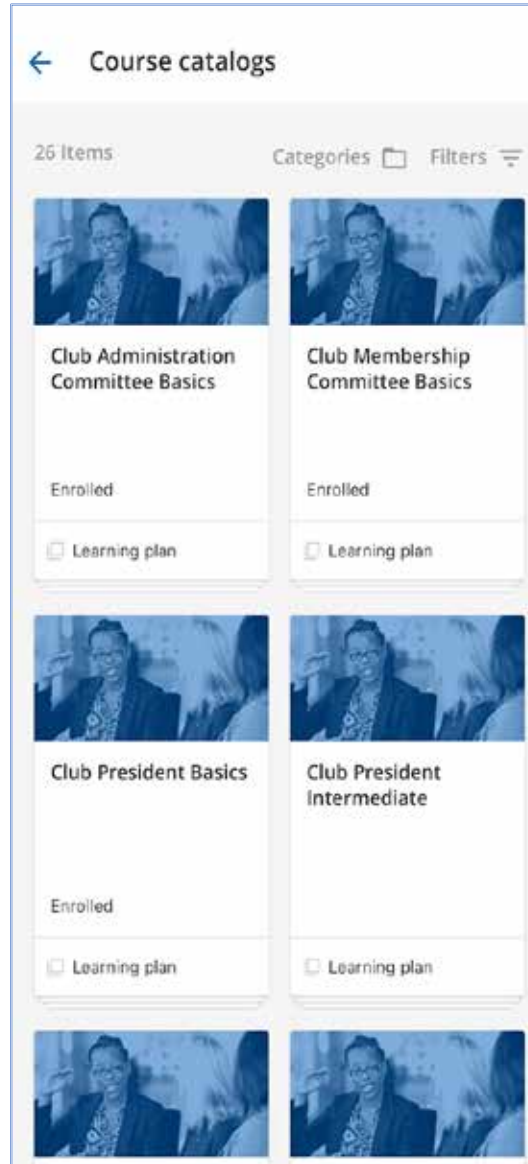 Course catalogs
26 Items
Categories
Filters
Club Administration
Committee Basics
Enrolled
Learning plan
Club Membership
Committee Basics
Enrolled
Learning plan
Club President Basics
Enrolled
Learning plan
Club President
Intermediate
Learning plan